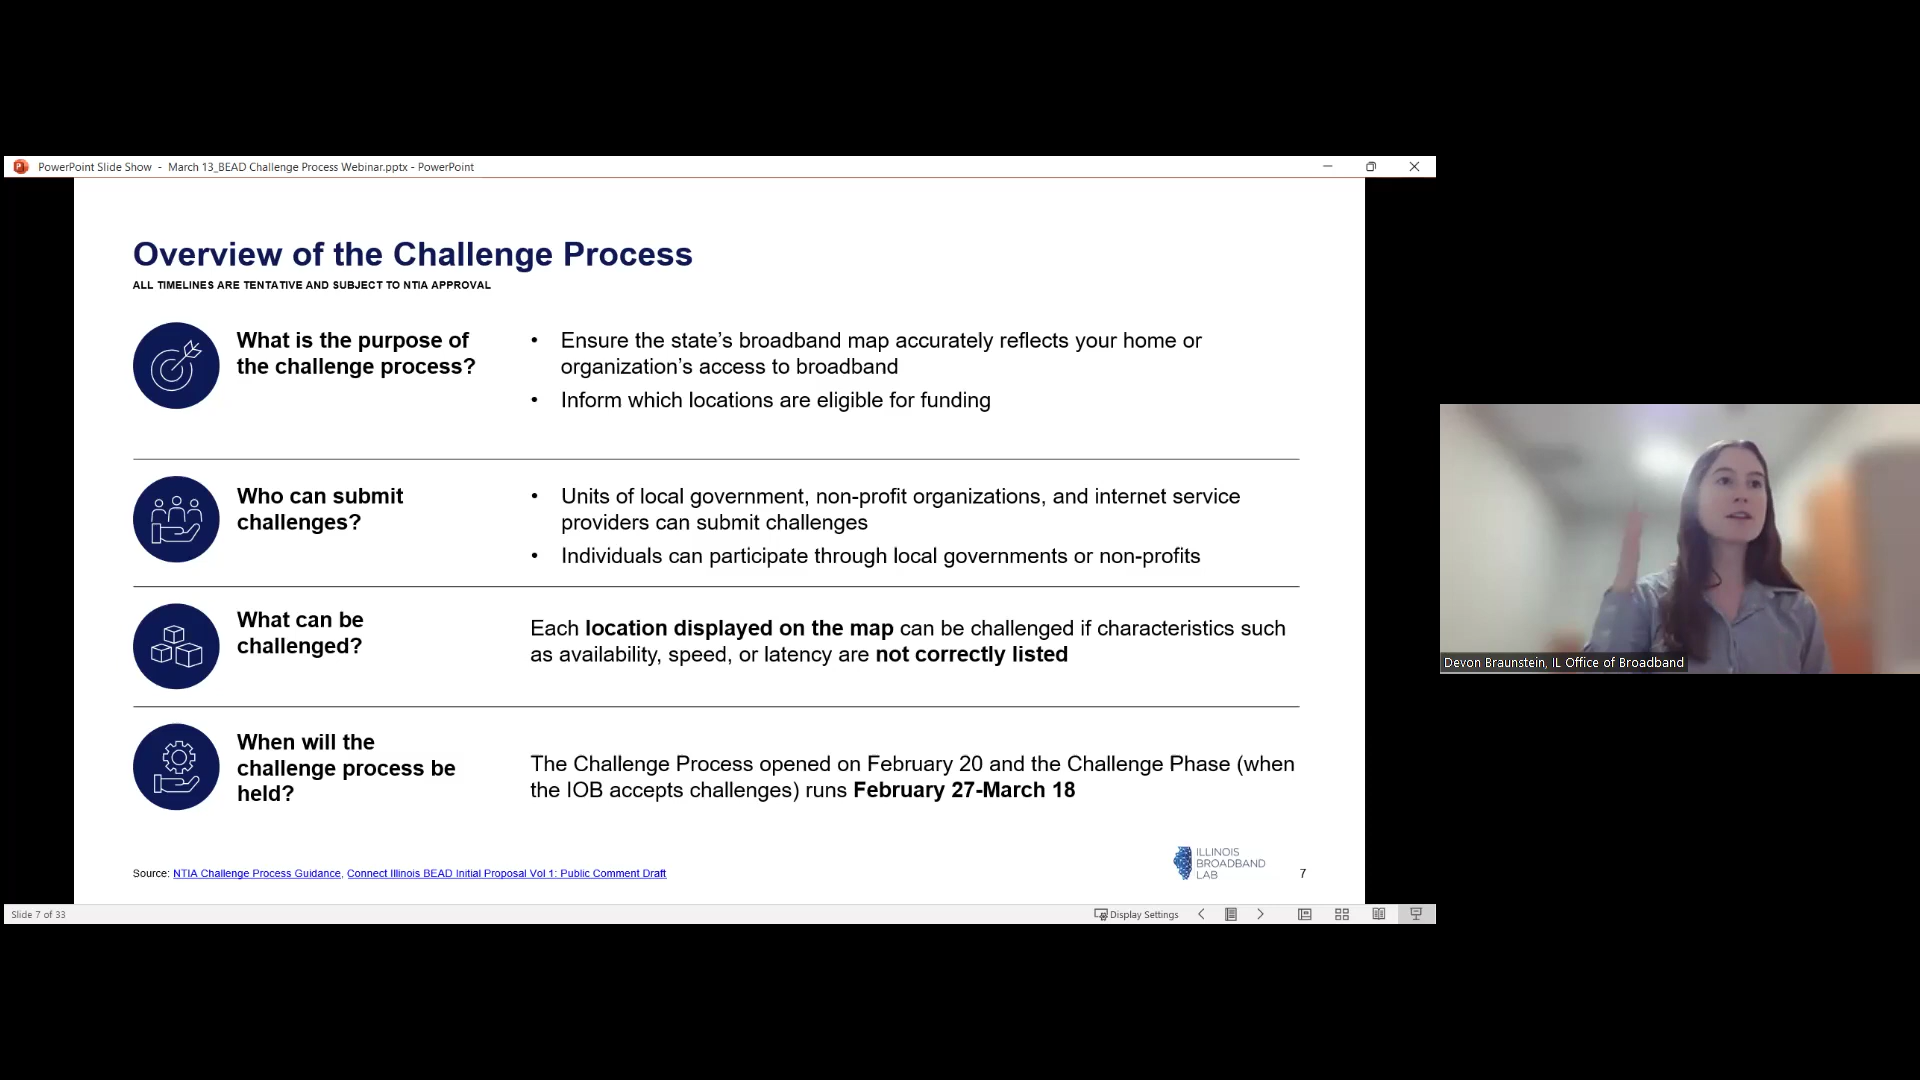 PowerPoint Slide Show - March 13_BEAD Challenge Process Webinar.pptx - PowerPoint
Overview of the Challenge Process
ALL TIMELINES ARE TENTATIVE AND SUBJECT TO NTIA APPROVAL
What is the purpose of
the challenge process?
• Ensure the state’s broadband map accurately reflects your home or
organization’s access to broadband
• Inform which locations are eligible for funding
Who can submit
challenges?
• Units of local government, non-profit organizations, and internet service
providers can submit challenges
• Individuals can participate through local governments or non-profits
What can be
challenged?
Each location displayed on the map can be challenged if characteristics such
as availability, speed, or latency are not correctly listed
When will the
challenge process be
held?
The Challenge Process opened on February 20 and the Challenge Phase (when
the IOB accepts challenges) runs February 27-March 18
Source: NTIA Challenge Process Guidance, Connect Illinois BEAD Initial Proposal Vol 1: Public Comment Draft
ILLINOIS
BROADBAND
LAB
7
Slide 7 of 33
Display Settings
Devon Braunstein, IL Office of Broadband